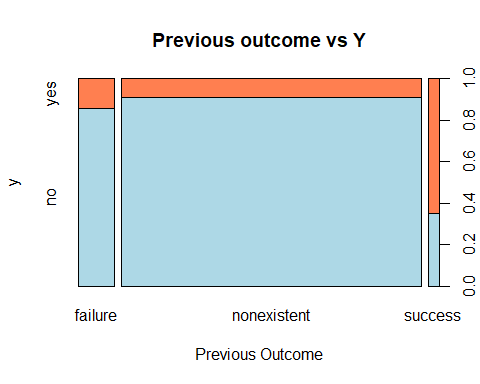 Previous outcome vs Y
yes
no
y
1.0
0.8
0.6
0.4
0.2
0.0
failure
nonexistent
success
Previous Outcome